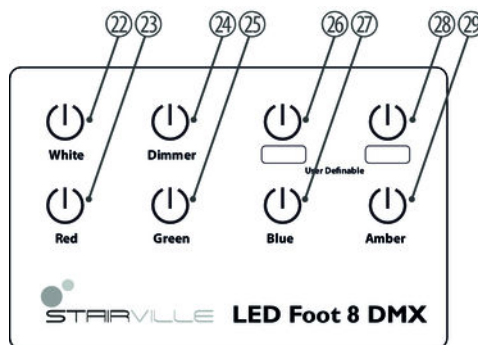 22 23 24 25 26 27 28 29
White Dimmer
User Definable
Red Green Blue Amber
STAIRVILLE LED Foot 8 DMX